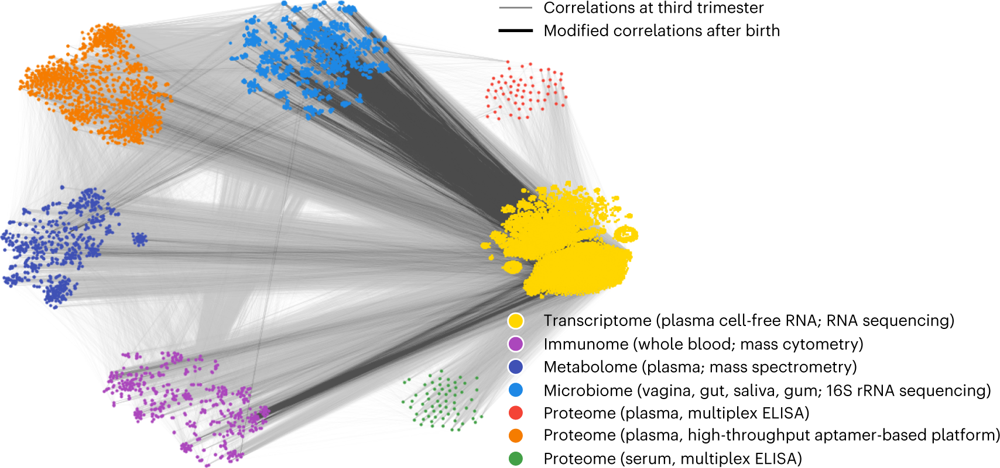 Correlations at third trimester
Modified correlations after birth
Transcriptome (plasma cell-free RNA; RNA sequencing)
Immunome (whole blood; mass cytometry)
Metabolome (plasma; mass spectrometry)
Microbiome (vagina, gut, saliva, gum; 16S rRNA sequencing)
Proteome (plasma, multiplex ELISA)
Proteome (plasma, high-throughput aptamer-based platform)
Proteome (serum, multiplex ELISA)